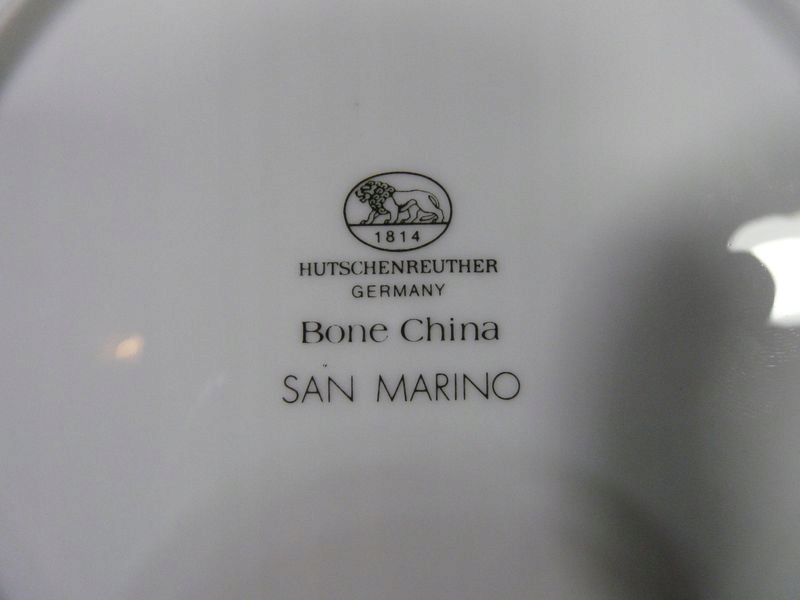 1814
HUTSCHENREUTHER
GERMANY
Bone China
SAN MARINO